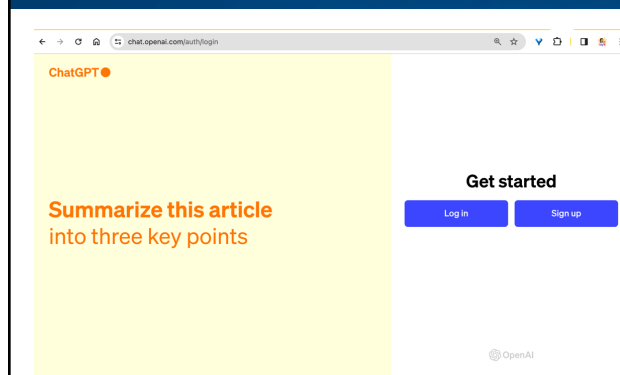 chat.openai.com/auth/login
ChatGPT
Summarize this article
into three key points
Get started
Log in
Sign up
OpenAI